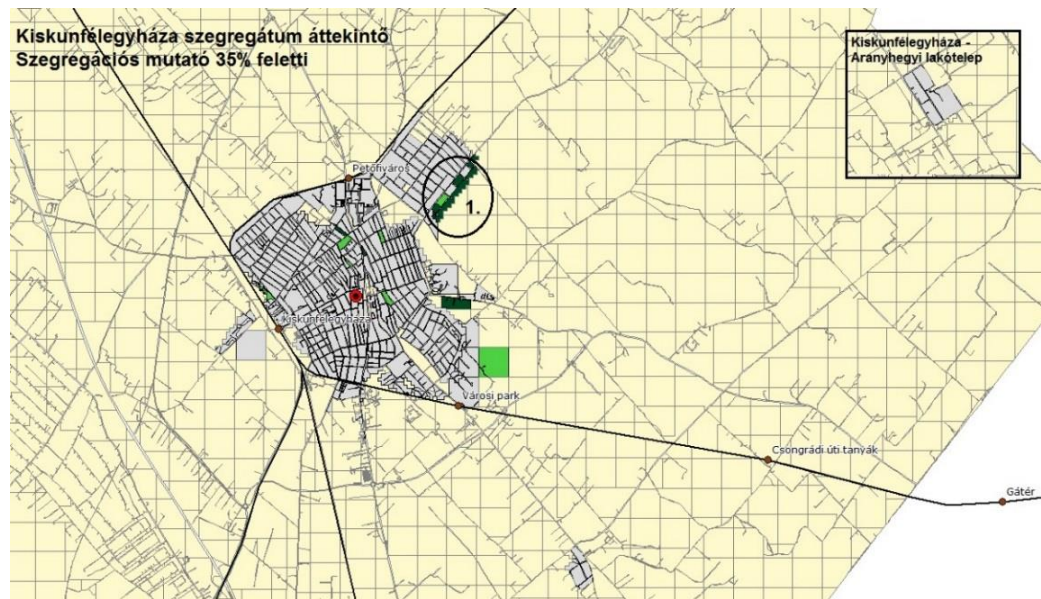 Kiskunfélegyháza szegregátum áttekintő
Szegregációs mutató 35% feletti
Kiskunfélegyháza -
Aranyhegyi lakótelep
Petőfiváros
1.
Kiskunfélegyháza
Városi park
Csongrádi úti tanyák
Gátér